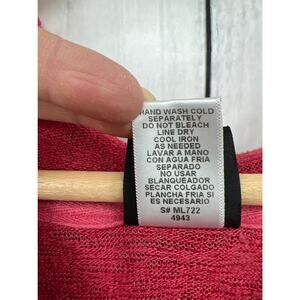 HAND WASH COLD
SEPARATELY
DO NOT BLEACH
LINE DRY
COOL IRON
AS NEEDED
LAVAR A MANO
CON AGUA FRIA
SEPARADO
NO USAR
BLANQUEADOR
SECAR COLGADO
PLANCHA FRIA SI
ES NECESARIO
S# ML722
4943